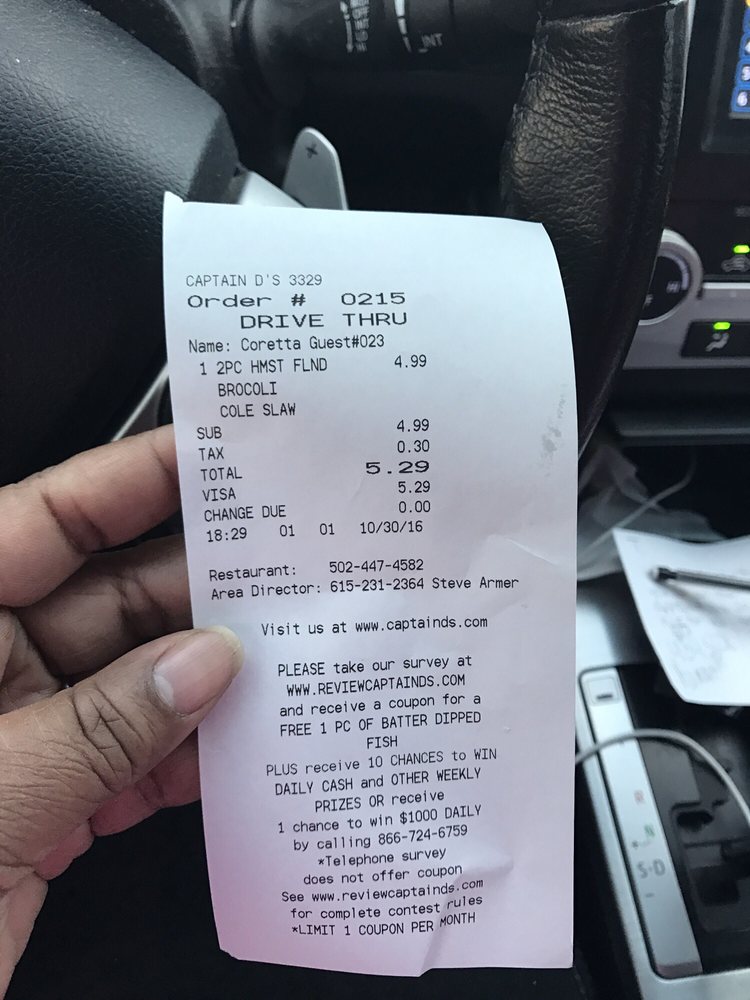 INT
+
CAPTAIN D'S 3329
Order # 0215
DRIVE THRU
Name: Coretta Guest#023
1 2PC HMST FLND 4.99
BROCOLI
COLE SLAW
SUB 4.99
TAX 0.30
TOTAL 5.29
VISA 5.29
CHANGE DUE 0.00
18:29 01 01 10/30/16
Restaurant: 502-447-4582
Area Director: 615-231-2364 Steve Armer
Visit us at www.captainds.com
PLEASE take our survey at
WWW.REVIEWCAPTAINDS.COM
and receive a coupon for a
FREE 1 PC OF BATTER DIPPED
FISH
PLUS receive 10 CHANCES to WIN
DAILY CASH and OTHER WEEKLY
PRIZES OR receive
1 chance to win $1000 DAILY
by calling 866-724-6759
*Telephone survey
does not offer coupon
See www.reviewcaptainds.com
for complete contest rules
*LIMIT 1 COUPON PER MONTH
R
N
S·D